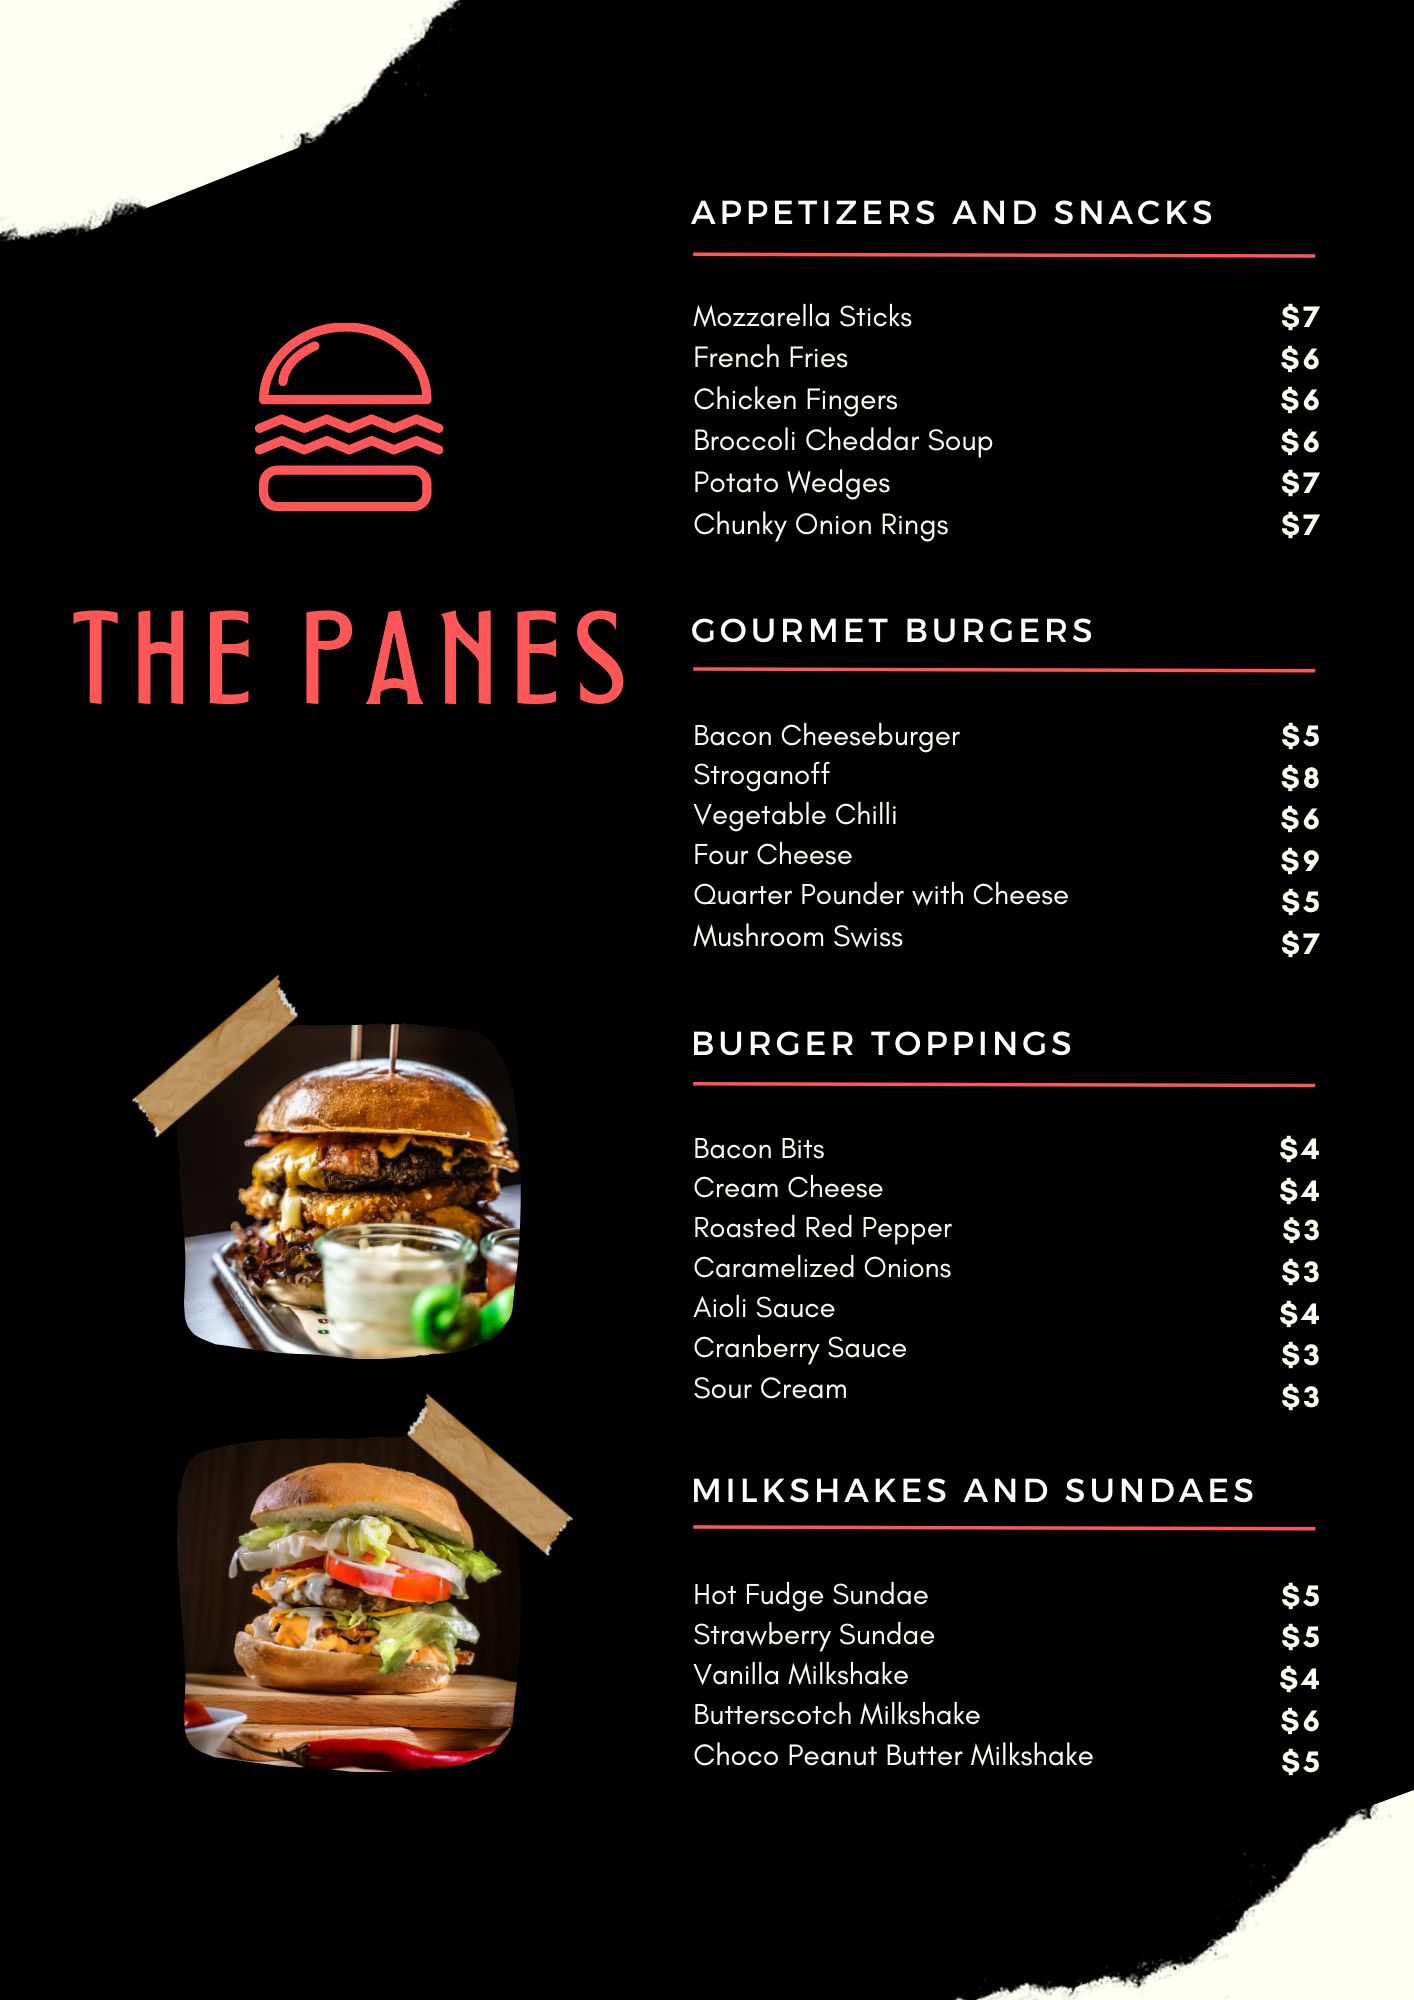 THE PANES
APPETIZERS AND SNACKS
Mozzarella Sticks $7
French Fries $6
Chicken Fingers $6
Broccoli Cheddar Soup $6
Potato Wedges $7
Chunky Onion Rings $7
GOURMET BURGERS
Bacon Cheeseburger $5
Stroganoff $8
Vegetable Chilli $6
Four Cheese $9
Quarter Pounder with Cheese $5
Mushroom Swiss $7
BURGER TOPPINGS
Bacon Bits $4
Cream Cheese $4
Roasted Red Pepper $3
Caramelized Onions $3
Aioli Sauce $4
Cranberry Sauce $3
Sour Cream $3
MILKSHAKES AND SUNDAES
Hot Fudge Sundae $5
Strawberry Sundae $5
Vanilla Milkshake $4
Butterscotch Milkshake $6
Choco Peanut Butter Milkshake $5